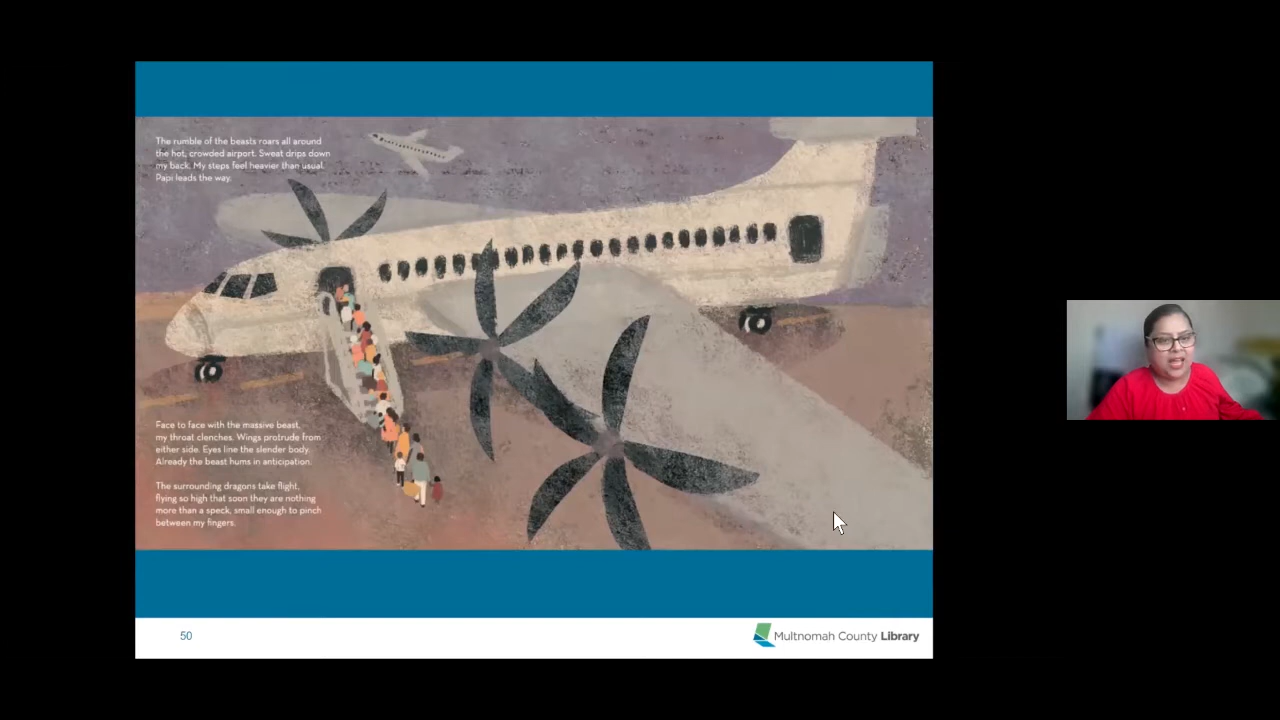 The rumble of the beasts roars all around
the hot, crowded airport. Sweat drips down
my back. My steps feel heavier than usual.
Papi leads the way.
Face to face with the massive beast,
my throat clenches. Wings protrude from
either side. Eyes line the slender body.
Already the beast hums in anticipation.
The surrounding dragons take flight,
flying so high that soon they are nothing
more than a speck, small enough to pinch
between my fingers.
50
Multnomah County Library